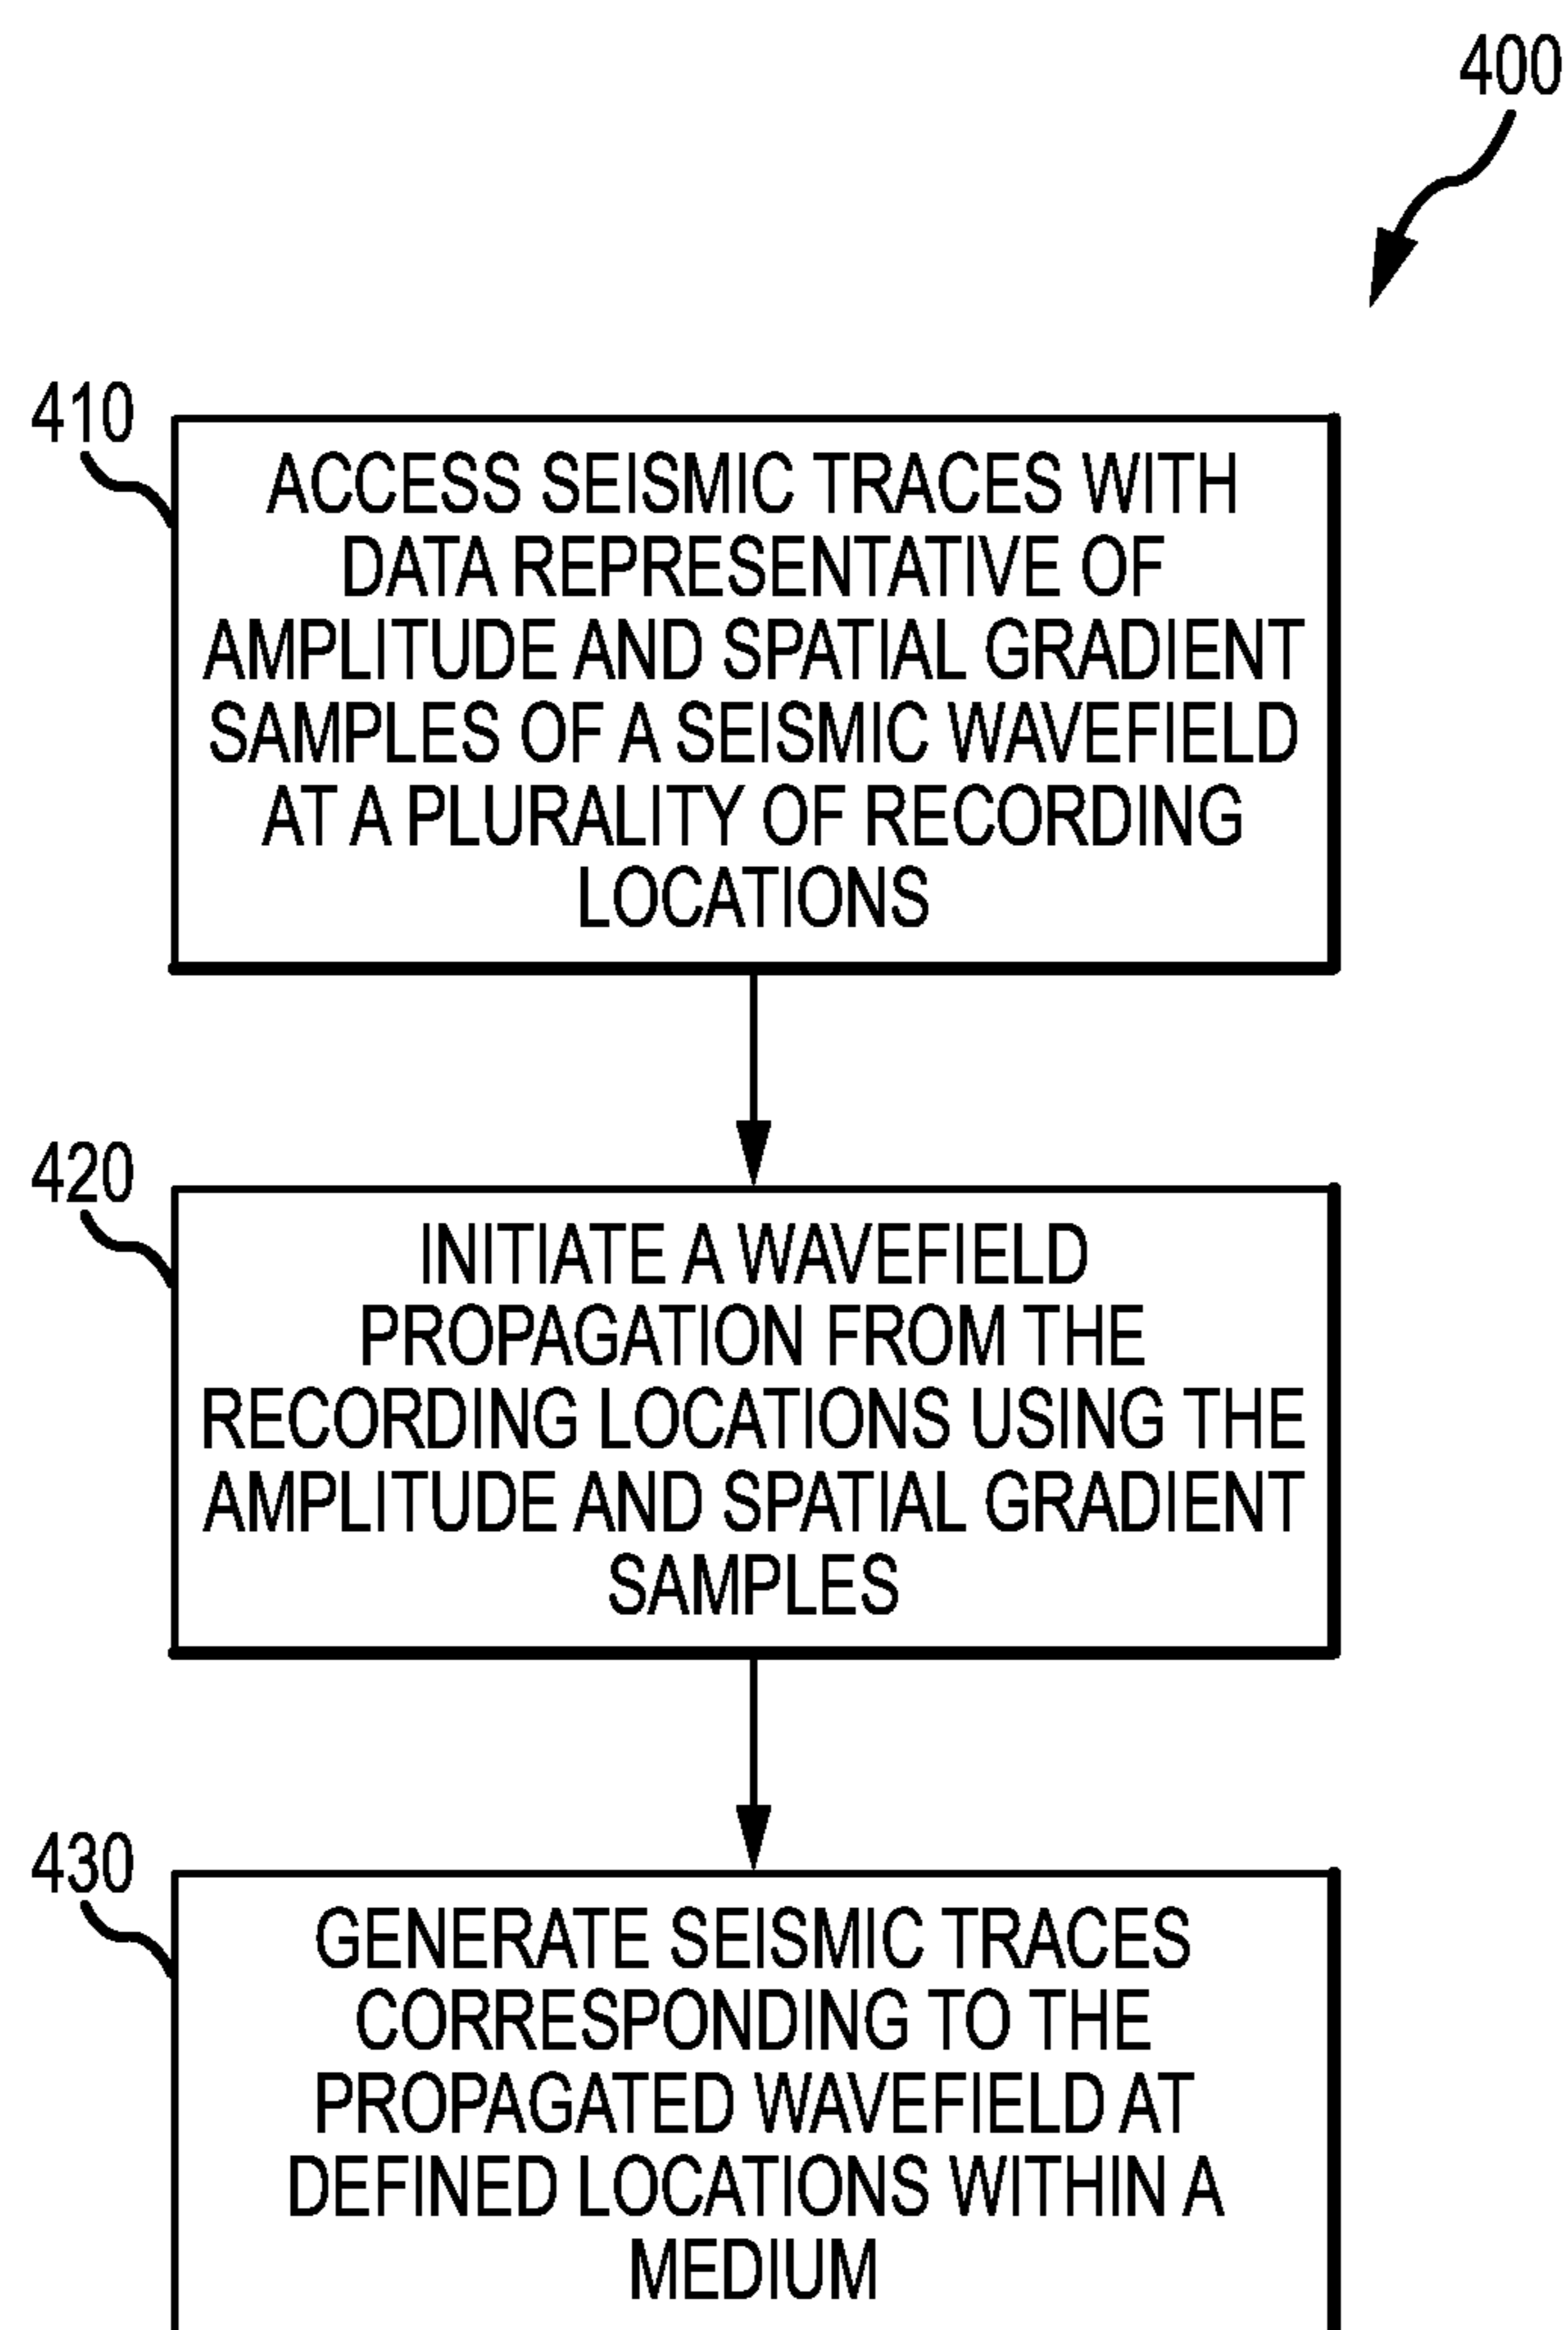 400
410
ACCESS SEISMIC TRACES WITH
DATA REPRESENTATIVE OF
AMPLITUDE AND SPATIAL GRADIENT
SAMPLES OF A SEISMIC WAVEFIELD
AT A PLURALITY OF RECORDING
LOCATIONS
420
INITIATE A WAVEFIELD
PROPAGATION FROM THE
RECORDING LOCATIONS USING THE
AMPLITUDE AND SPATIAL GRADIENT
SAMPLES
430
GENERATE SEISMIC TRACES
CORRESPONDING TO THE
PROPAGATED WAVEFIELD AT
DEFINED LOCATIONS WITHIN A
MEDIUM